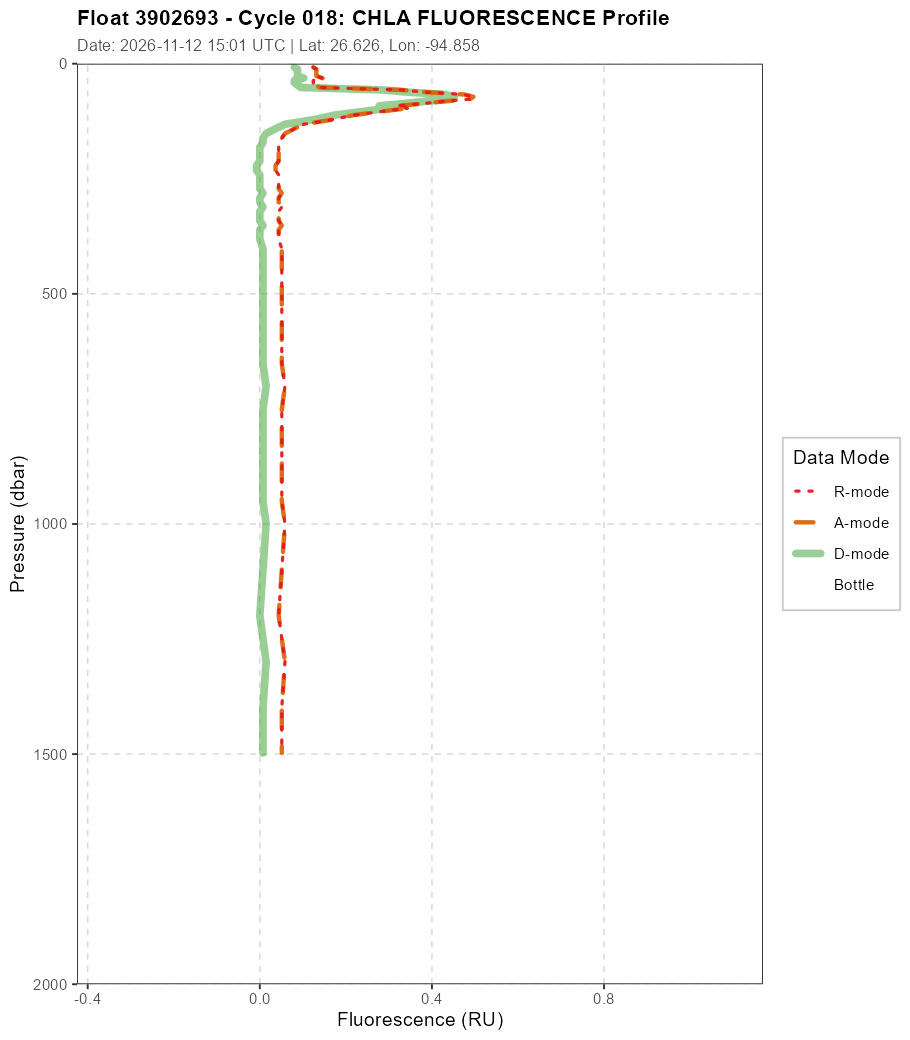 Float 3902693 - Cycle 018: CHLA FLUORESCENCE Profile
Date: 2026-11-12 15:01 UTC | Lat: 26.626, Lon: -94.858
0
500
1000
1500
2000
Pressure (dbar)
-0.4
0.0
0.4
0.8
Fluorescence (RU)
Data Mode
R-mode
A-mode
D-mode
Bottle